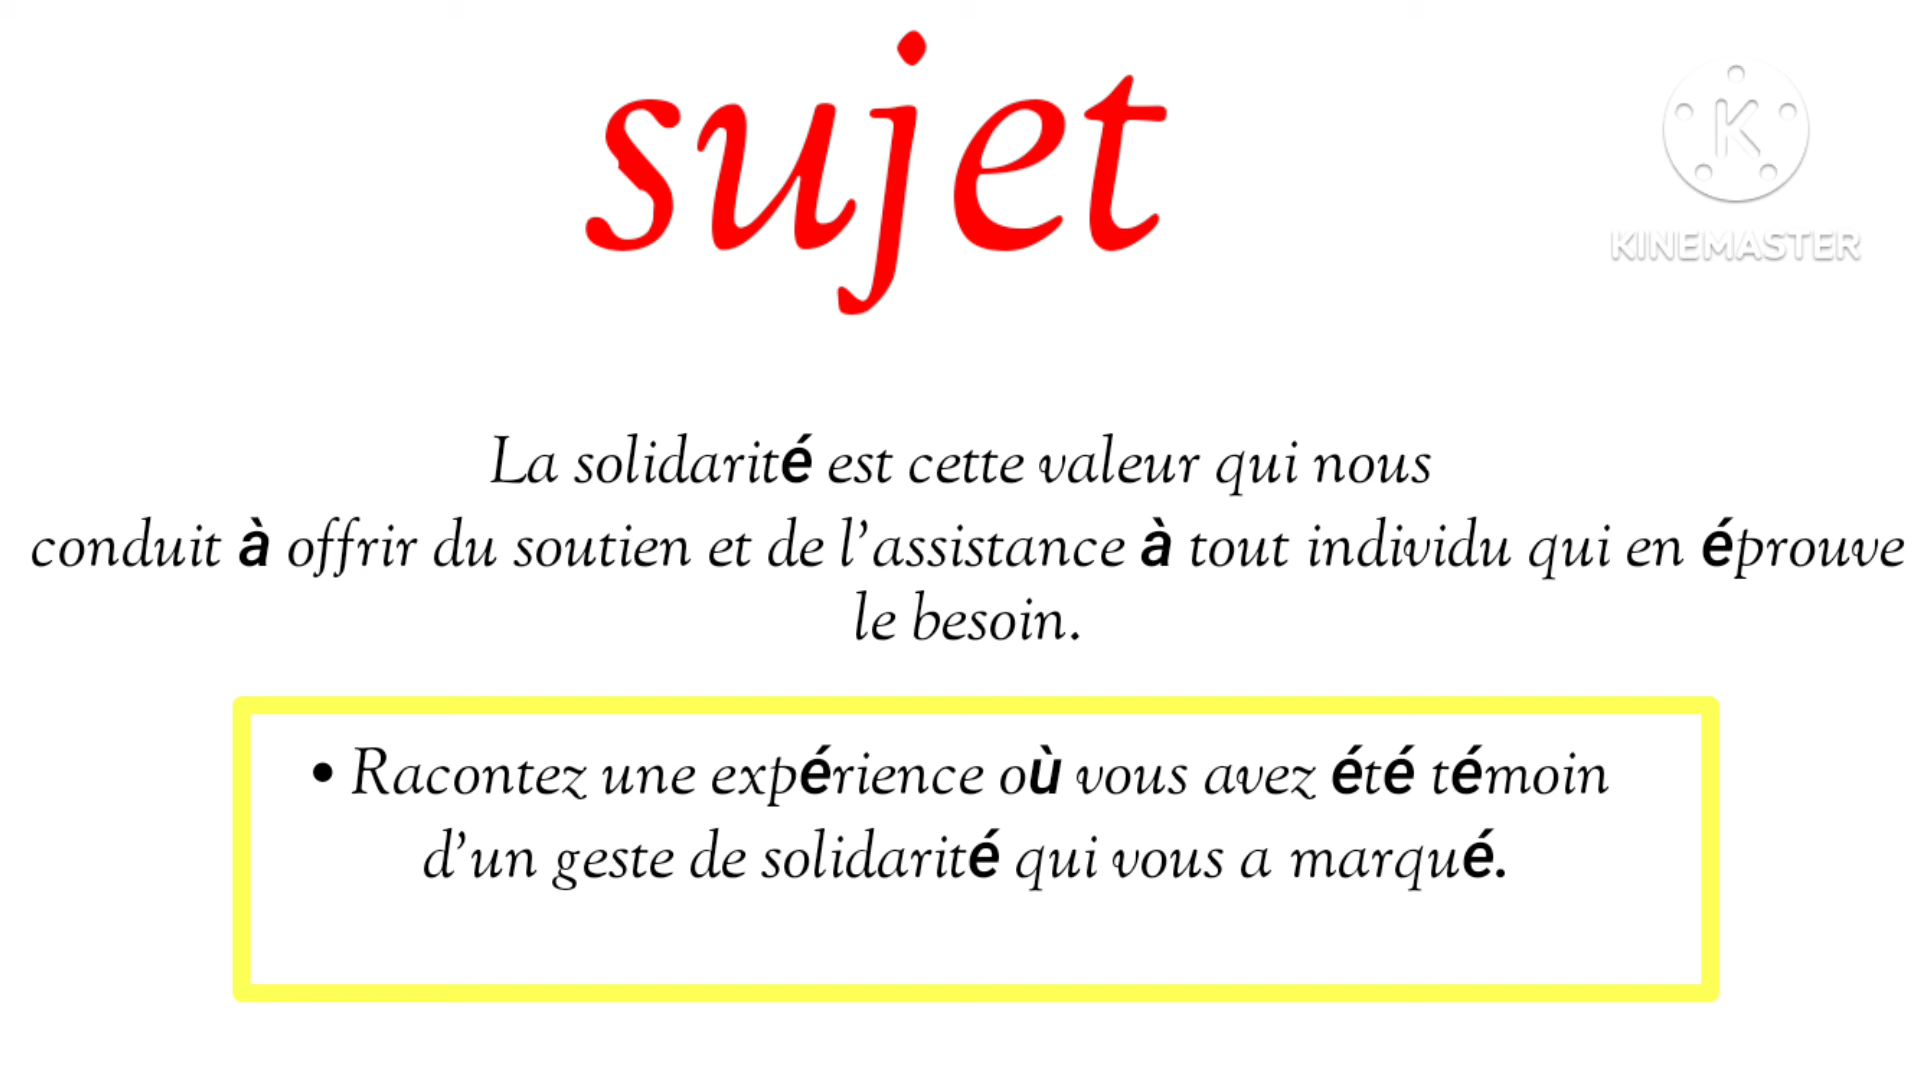 sujet
K
KINEMASTER
La solidarité est cette valeur qui nous
conduit à offrir du soutien et de l'assistance à tout individu qui en éprouve
le besoin.
• Racontez une expérience où vous avez été témoin
d'un geste de solidarité qui vous a marqué.